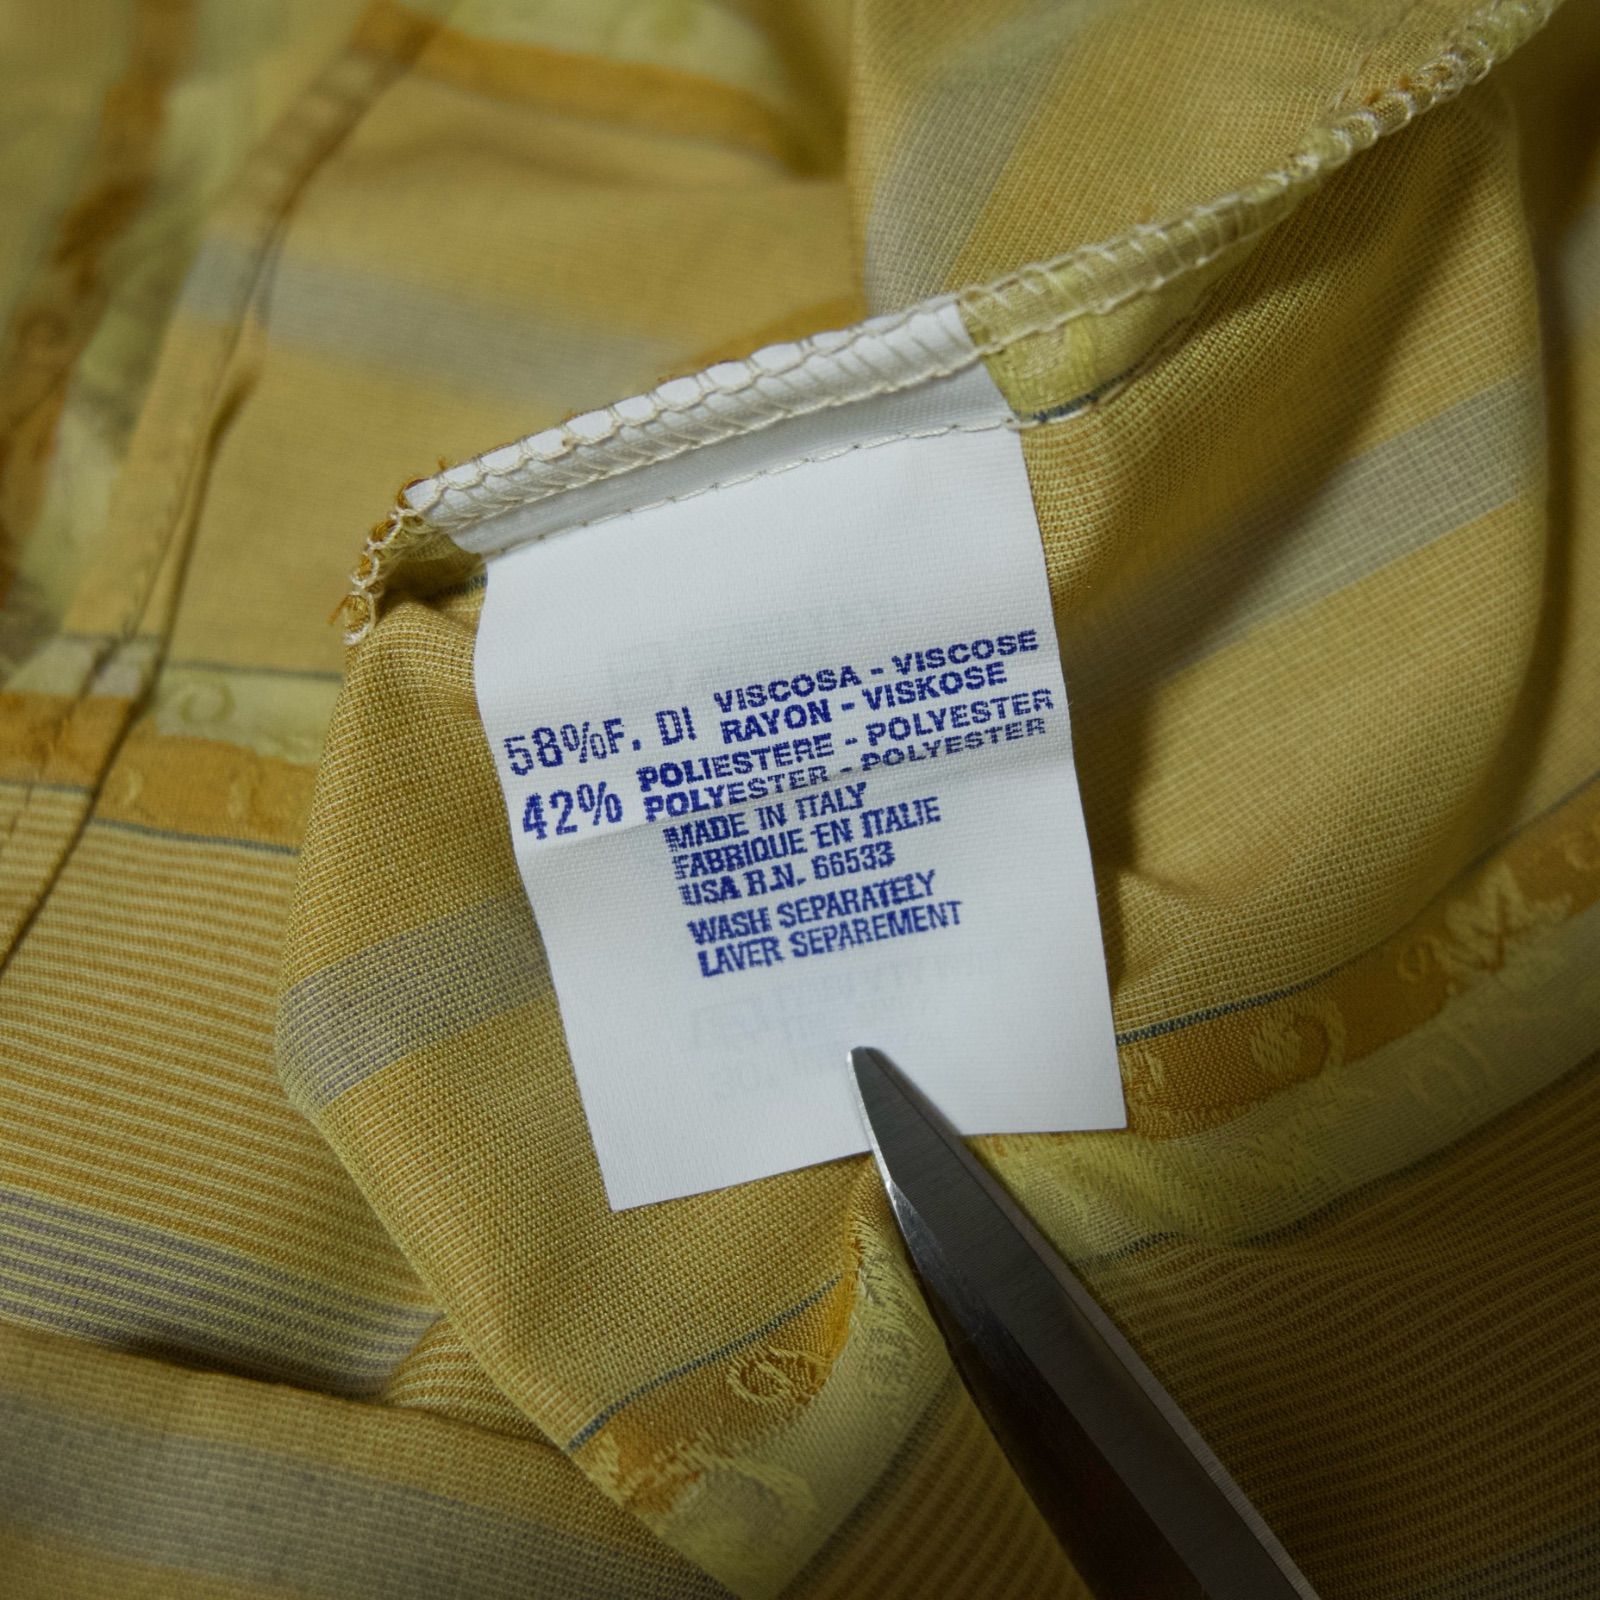 58%F. DI VISCOSA - VISCOSE
RAYON - VISKOSE
42% POLIESTERE - POLYESTER
POLYESTER - POLYESTER
MADE IN ITALY
FABRIQUE EN ITALIE
USA R.N. 66533
WASH SEPARATELY
LAVER SEPAREMENT